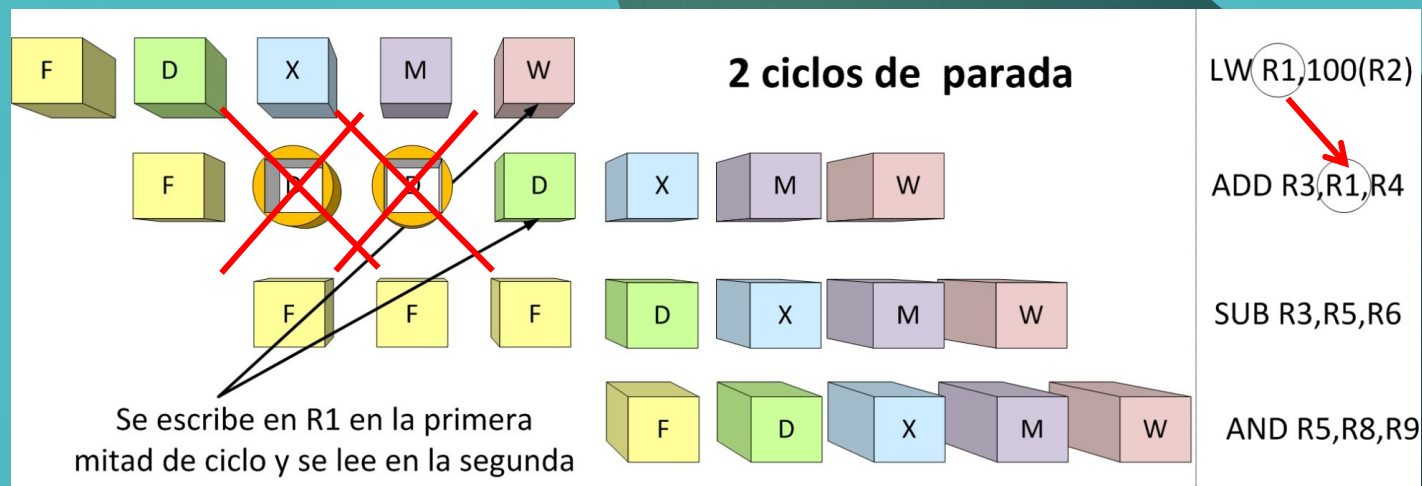 F D X M W
2 ciclos de parada
LW R1,100(R2)
F D D D X M W
ADD R3,R1,R4
F F F D X M W
SUB R3,R5,R6
Se escribe en R1 en la primera
mitad de ciclo y se lee en la segunda
F D X M W
AND R5,R8,R9